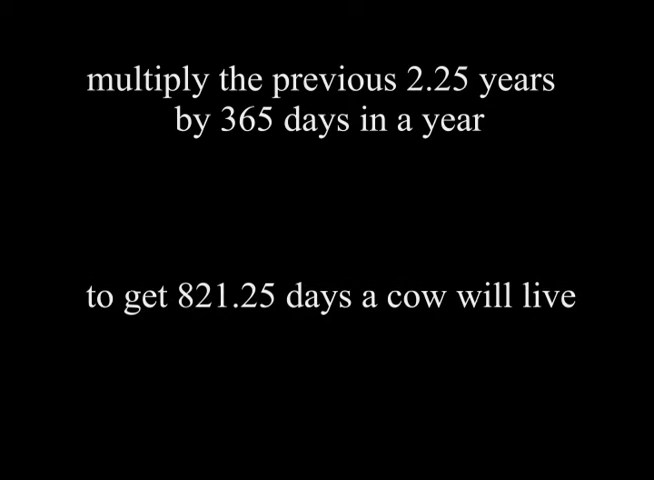 multiply the previous 2.25 years
by 365 days in a year
to get 821.25 days a cow will live